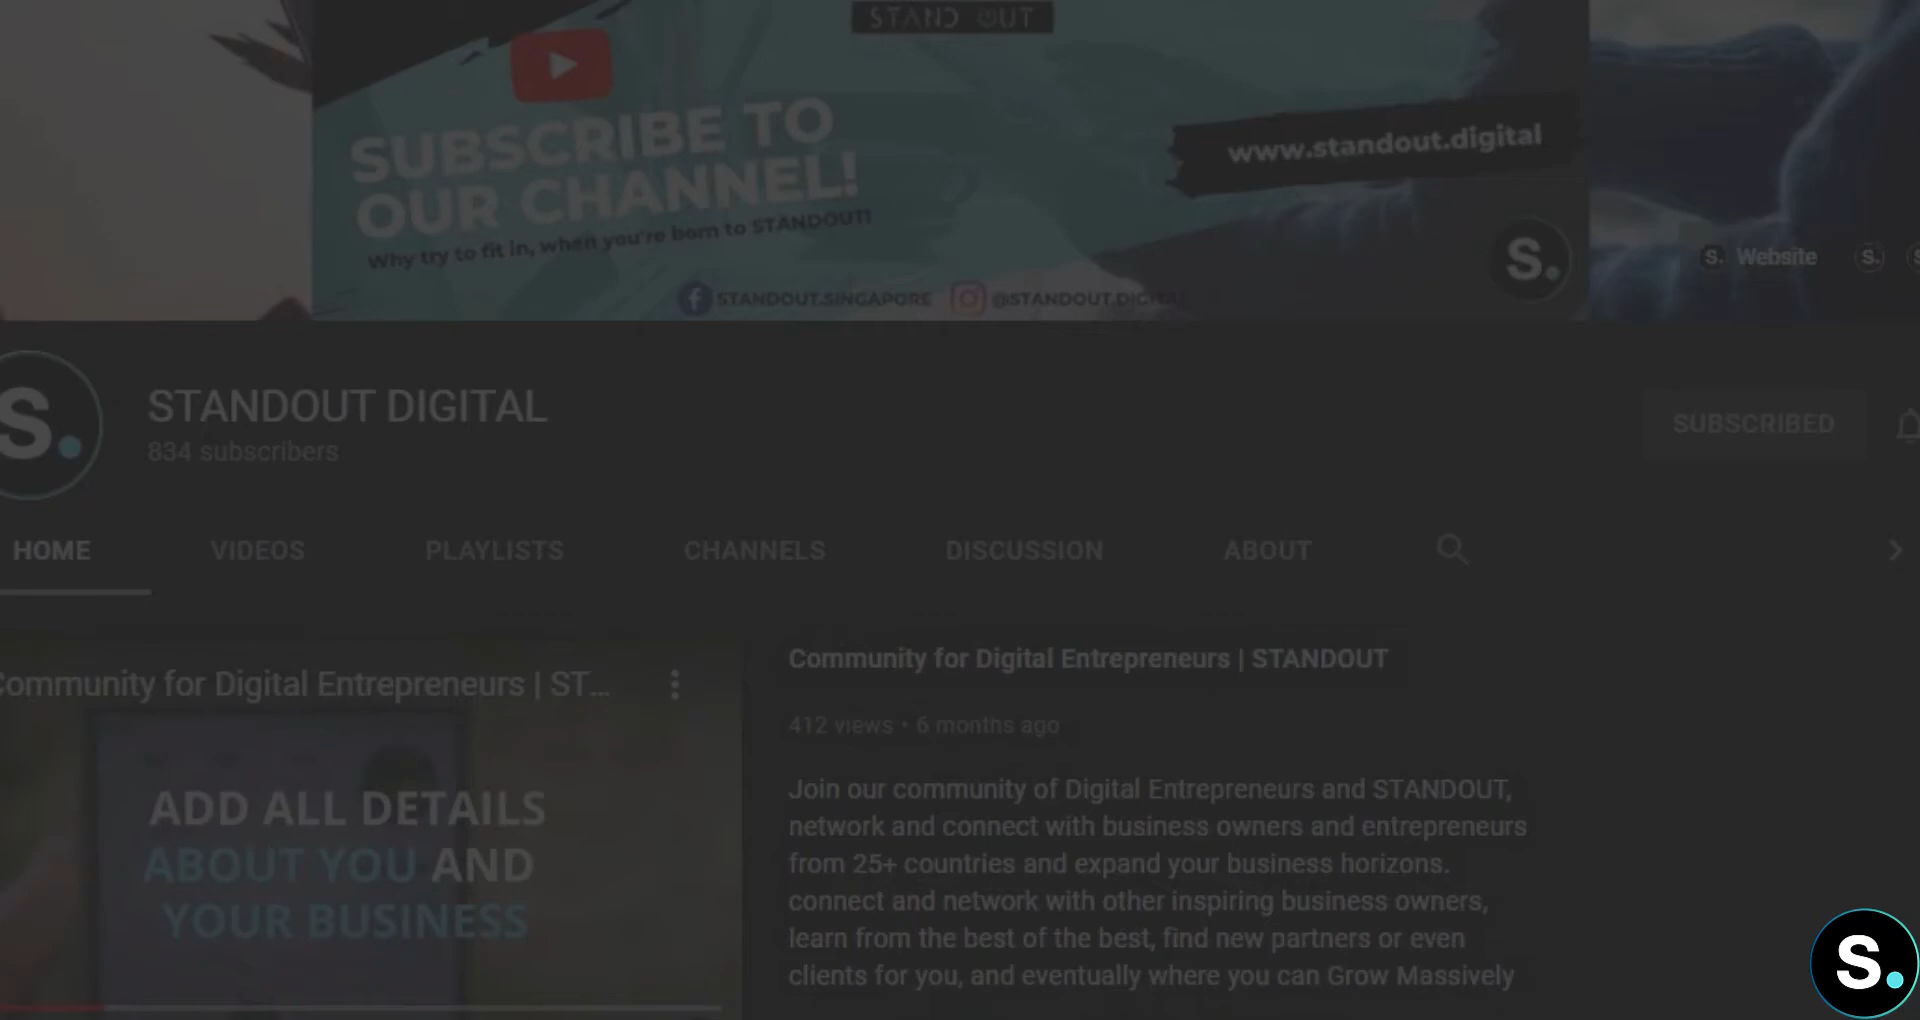 STAND OUT
SUBSCRIBE TO
OUR CHANNEL!
Why try to fit in, when you're born to STANDOUT!
www.standout.digital
S.
S. Website S.
STANDOUT.SINGAPORE @STANDOUT.DIGITAL
S.
STANDOUT DIGITAL
834 subscribers
SUBSCRIBED
HOME VIDEOS PLAYLISTS CHANNELS DISCUSSION ABOUT
Community for Digital Entrepreneurs | ST...
ADD ALL DETAILS
ABOUT YOU AND
YOUR BUSINESS
Community for Digital Entrepreneurs | STANDOUT
412 views • 6 months ago
Join our community of Digital Entrepreneurs and STANDOUT,
network and connect with business owners and entrepreneurs
from 25+ countries and expand your business horizons.
connect and network with other inspiring business owners,
learn from the best of the best, find new partners or even
clients for you, and eventually where you can Grow Massively
S.